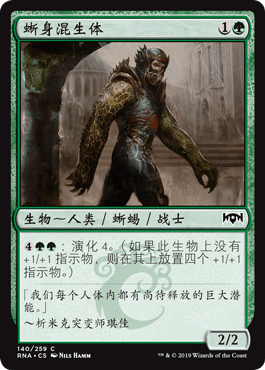 蜥身混生体 1
生物～人类／蜥蜴／战士
4：演化4。（如果此生物上没有
+1/+1指示物，则在其上放置四个+1/+1
指示物。）
「我们每个人体内都有尚待释放的巨大潜
能。」
～析米克突变师琪佳
2/2
140/259 C
RNA • CS NILS HAMM
™ & © 2019 Wizards of the Coast